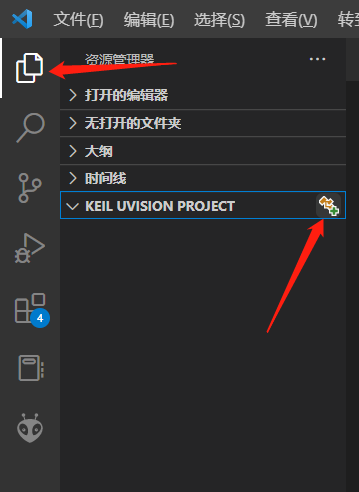 文件(F) 编辑(E) 选择(S) 查看(V) 转到
资源管理器
打开的编辑器
无打开的文件夹
大纲
时间线
KEIL UVISION PROJECT
4